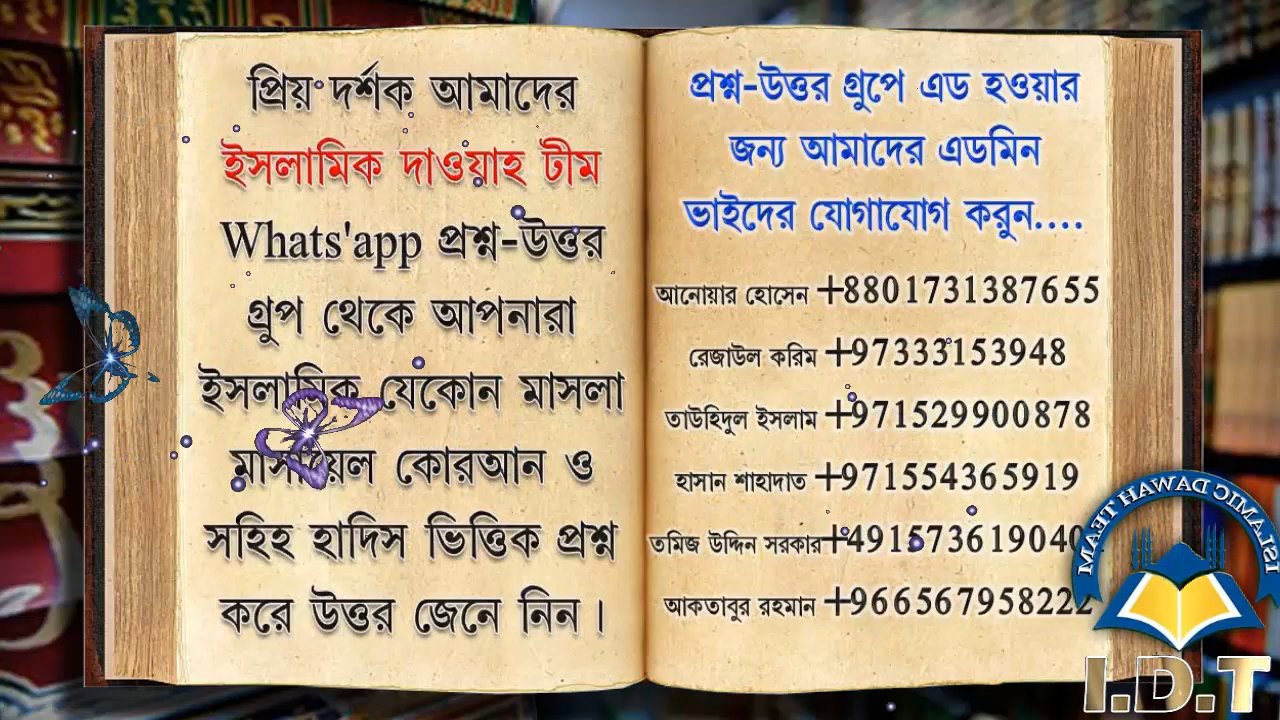 প্রিয় দর্শক আমাদের
ইসলামিক দাওয়াহ টীম
Whats'app প্রশ্ন-উত্তর
গ্রুপ থেকে আপনারা
ইসলামিক যেকোন মাসলা
মাসায়েল কোরআন ও
সহিহ হাদিস ভিত্তিক প্রশ্ন
করে উত্তর জেনে নিন।
প্রশ্ন-উত্তর গ্রুপে এড হওয়ার
জন্য আমাদের এডমিন
ভাইদের যোগাযোগ করুন....
আনোয়ার হোসেন +8801731387655
রেজাউল করিম +97333153948
তাউহিদুল ইসলাম +971529900878
হাসান শাহাদাত +971554365919
তমিজ উদ্দিন সরকার
আকতাবুর রহমান +966567958222
ISLAMIC DAWAH TEAM
I.D.T